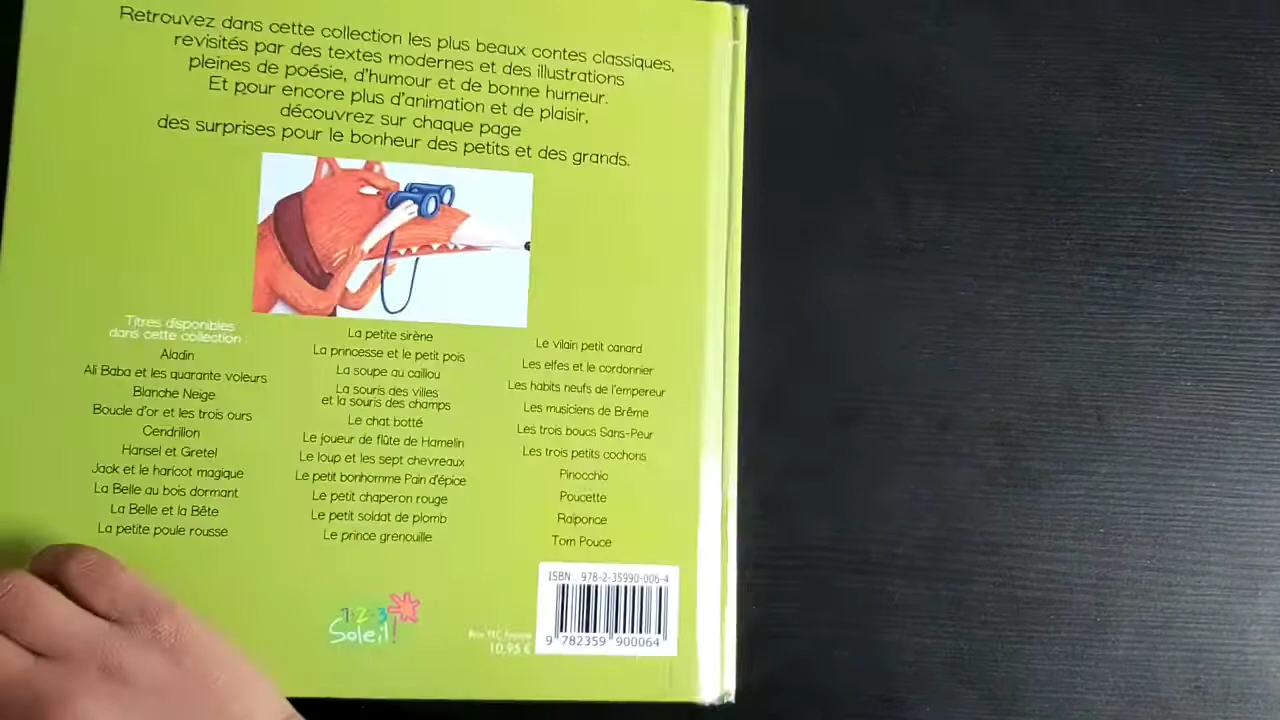 Retrouvez dans cette collection les plus beaux contes classiques,
revisités par des textes modernes et des illustrations
pleines de poésie, d'humour et de bonne humeur.
Et pour encore plus d'animation et de plaisir,
découvrez sur chaque page
des surprises pour le bonheur des petits et des grands.
Titres disponibles
dans cette collection :
Aladin
Ali Baba et les quarante voleurs
Blanche Neige
Boucle d'or et les trois ours
Cendrillon
Hansel et Gretel
Jack et le haricot magique
La Belle au bois dormant
La Belle et la Bête
La petite poule rousse
La petite sirène
La princesse et le petit pois
La soupe au caillou
La souris des villes
et la souris des champs
Le chat botté
Le joueur de flûte de Hamelin
Le loup et les sept chevreaux
Le petit bonhomme Pain d'épice
Le petit chaperon rouge
Le petit soldat de plomb
Le prince grenouille
Le vilain petit canard
Les elfes et le cordonnier
Les habits neufs de l'empereur
Les musiciens de Brême
Les trois boucs Sans-Peur
Les trois petits cochons
Pinocchio
Poucette
Raiponce
Tom Pouce
1-2-3
Soleil!
Prix TTC France
10,95 €
ISBN 978-2-35990-006-4
9 782359 900064